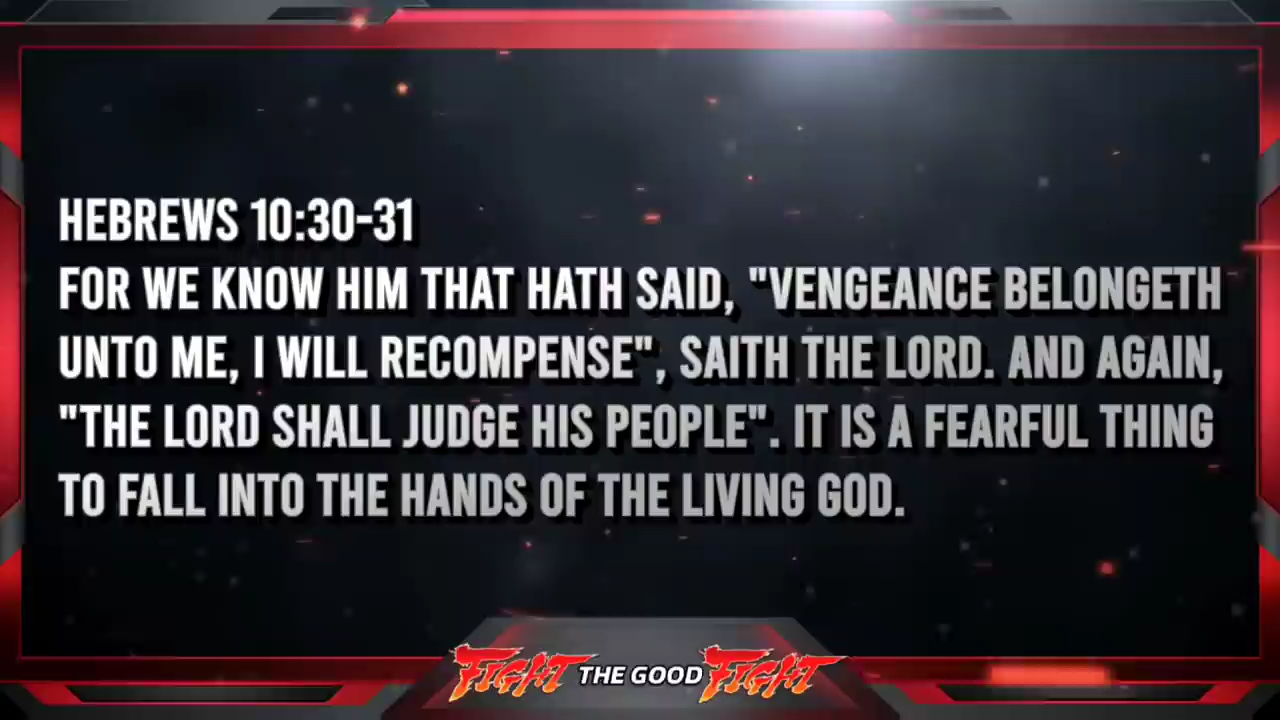 HEBREWS 10:30-31
FOR WE KNOW HIM THAT HATH SAID, "VENGEANCE BELONGETH
UNTO ME, I WILL RECOMPENSE", SAITH THE LORD. AND AGAIN,
"THE LORD SHALL JUDGE HIS PEOPLE". IT IS A FEARFUL THING
TO FALL INTO THE HANDS OF THE LIVING GOD.
FIGHT THE GOOD FIGHT